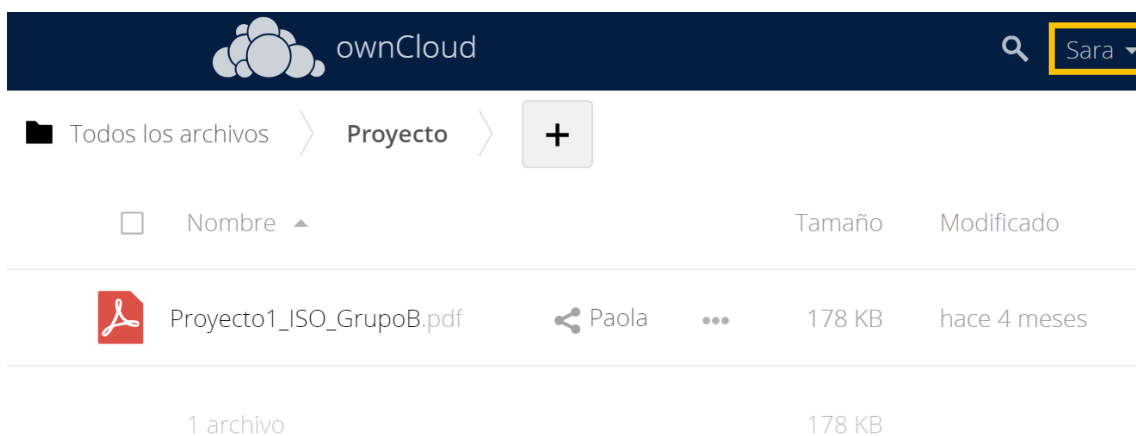 ownCloud Sara
Todos los archivos Proyecto +
Nombre Tamaño Modificado
Proyecto1_ISO_GrupoB.pdf Paola ••• 178 KB hace 4 meses
1 archivo 178 KB